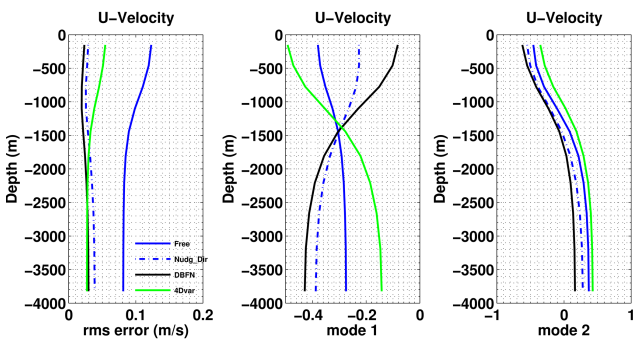 U−Velocity
0
−500
−1000
−1500
−2000
−2500
−3000
−3500
−4000
Depth (m)
Free
Nudg_Dir
DBFN
4Dvar
0 0.1 0.2
rms error (m/s)
U−Velocity
0
−500
−1000
−1500
−2000
−2500
−3000
−3500
−4000
Depth (m)
−0.4 −0.2 0
mode 1
U−Velocity
0
−500
−1000
−1500
−2000
−2500
−3000
−3500
−4000
Depth (m)
−1 0 1
mode 2